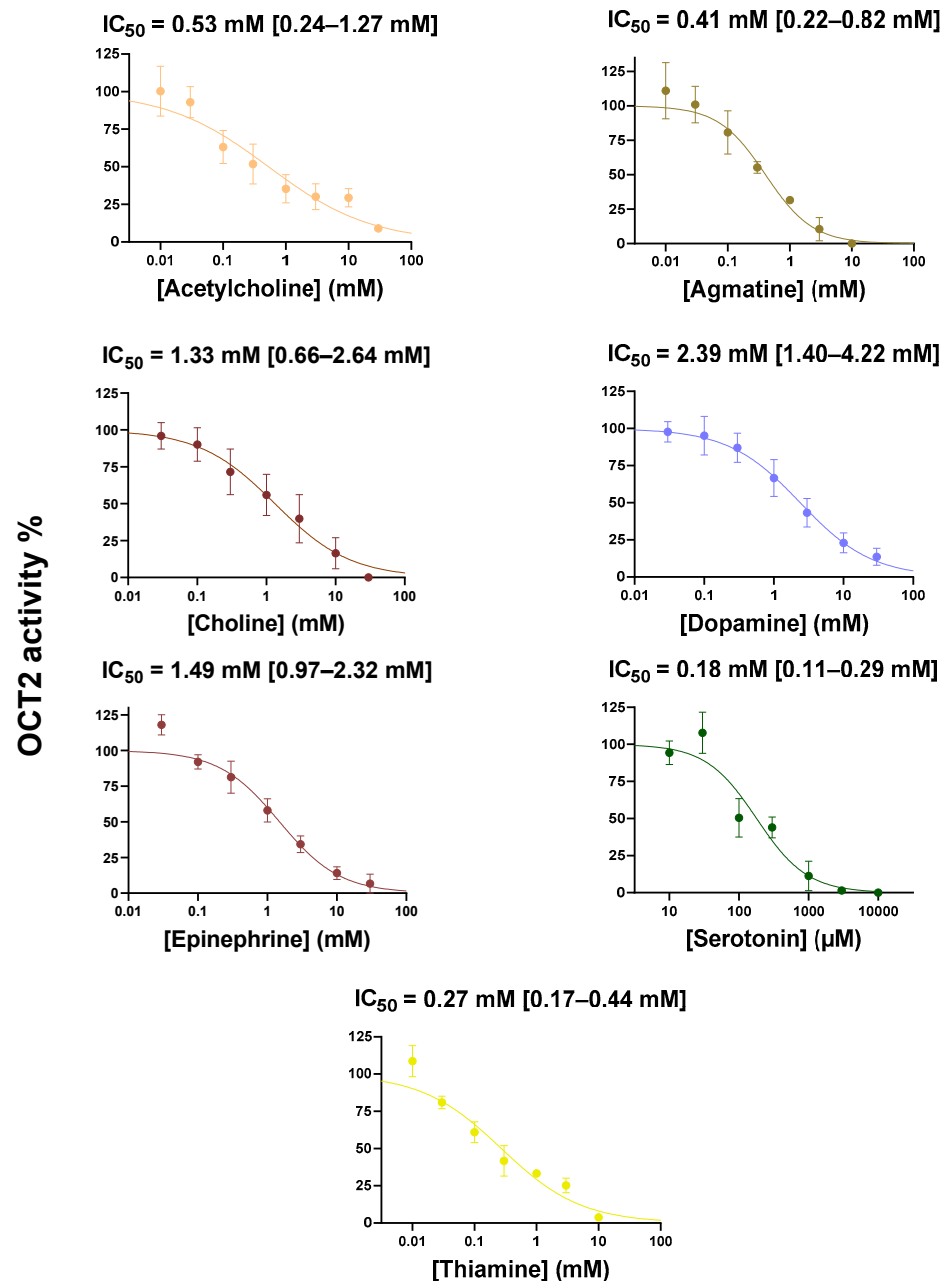 OCT2 activity %
IC50 = 0.53 mM [0.24–1.27 mM]
125
100
75
50
25
0
0.01 0.1 1 10 100
[Acetylcholine] (mM)
IC50 = 0.41 mM [0.22–0.82 mM]
125
100
75
50
25
0
0.01 0.1 1 10 100
[Agmatine] (mM)
IC50 = 1.33 mM [0.66–2.64 mM]
125
100
75
50
25
0
0.01 0.1 1 10 100
[Choline] (mM)
IC50 = 2.39 mM [1.40–4.22 mM]
125
100
75
50
25
0
0.01 0.1 1 10 100
[Dopamine] (mM)
IC50 = 1.49 mM [0.97–2.32 mM]
125
100
75
50
25
0
0.01 0.1 1 10 100
[Epinephrine] (mM)
IC50 = 0.18 mM [0.11–0.29 mM]
125
100
75
50
25
0
10 100 1000 10000
[Serotonin] (µM)
IC50 = 0.27 mM [0.17–0.44 mM]
125
100
75
50
25
0
0.01 0.1 1 10 100
[Thiamine] (mM)